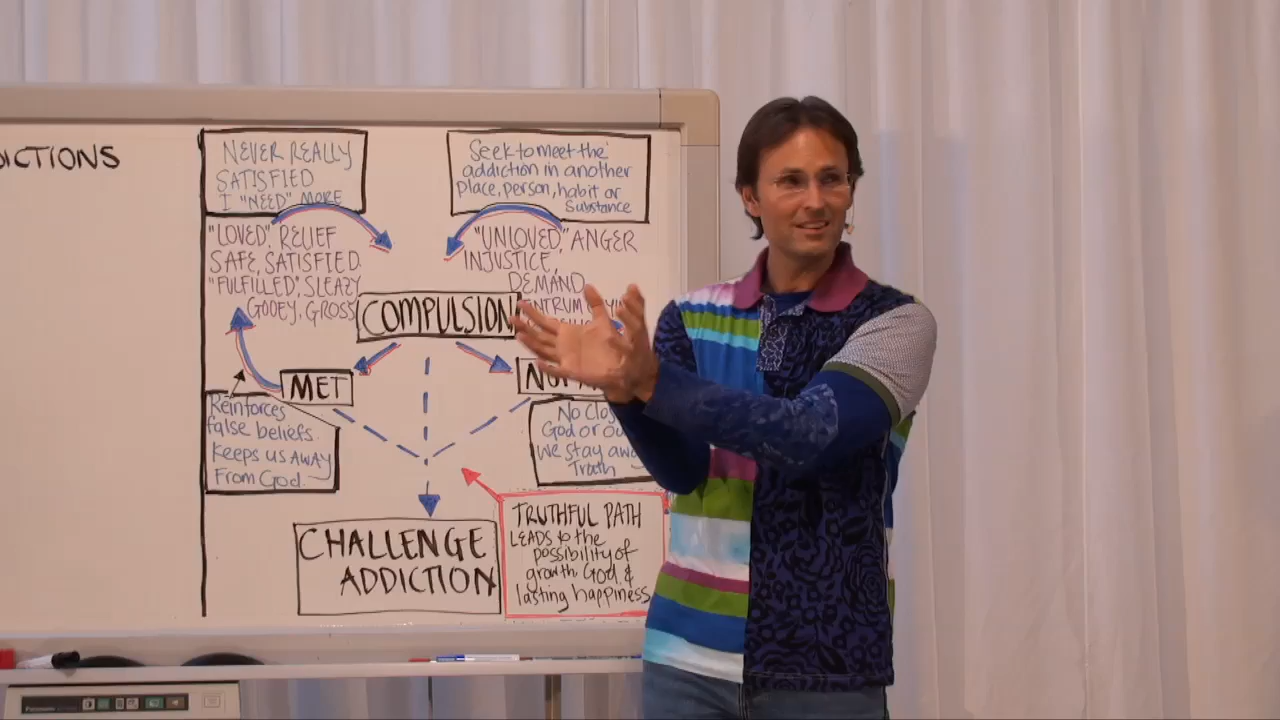 DICTIONS
NEVER REALLY
SATISFIED
I "NEED" MORE
Seek to meet the
addiction in another
place, person, habit or
Substance
"LOVED", RELIEF
SAFE, SATISFIED
"FULFILLED", SLEAZY
GOOEY, GROSS
"UNLOVED," ANGER
INJUSTICE,
DEMAND
COMPULSION
MET
Reinforces
false beliefs.
Keeps us AWAY
From God.
No
God or
we stay
Truth
CHALLENGE
ADDICTION
TRUTHFUL PATH
LEADS to the
possibility of
growth, God, &
lasting happiness
Panasonic